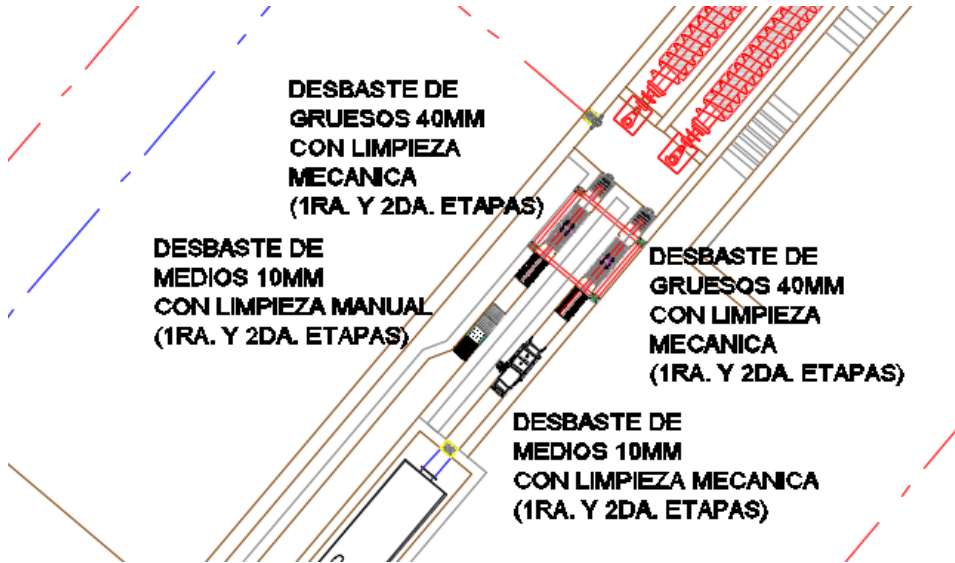 DESBASTE DE
GRUESOS 40MM
CON LIMPIEZA
MECANICA
(1RA. Y 2DA. ETAPAS)
DESBASTE DE
MEDIOS 10MM
CON LIMPIEZA MANUAL
(1RA. Y 2DA. ETAPAS)
DESBASTE DE
GRUESOS 40MM
CON LIMPIEZA
MECANICA
(1RA. Y 2DA. ETAPAS)
DESBASTE DE
MEDIOS 10MM
CON LIMPIEZA MECANICA
(1RA. Y 2DA. ETAPAS)